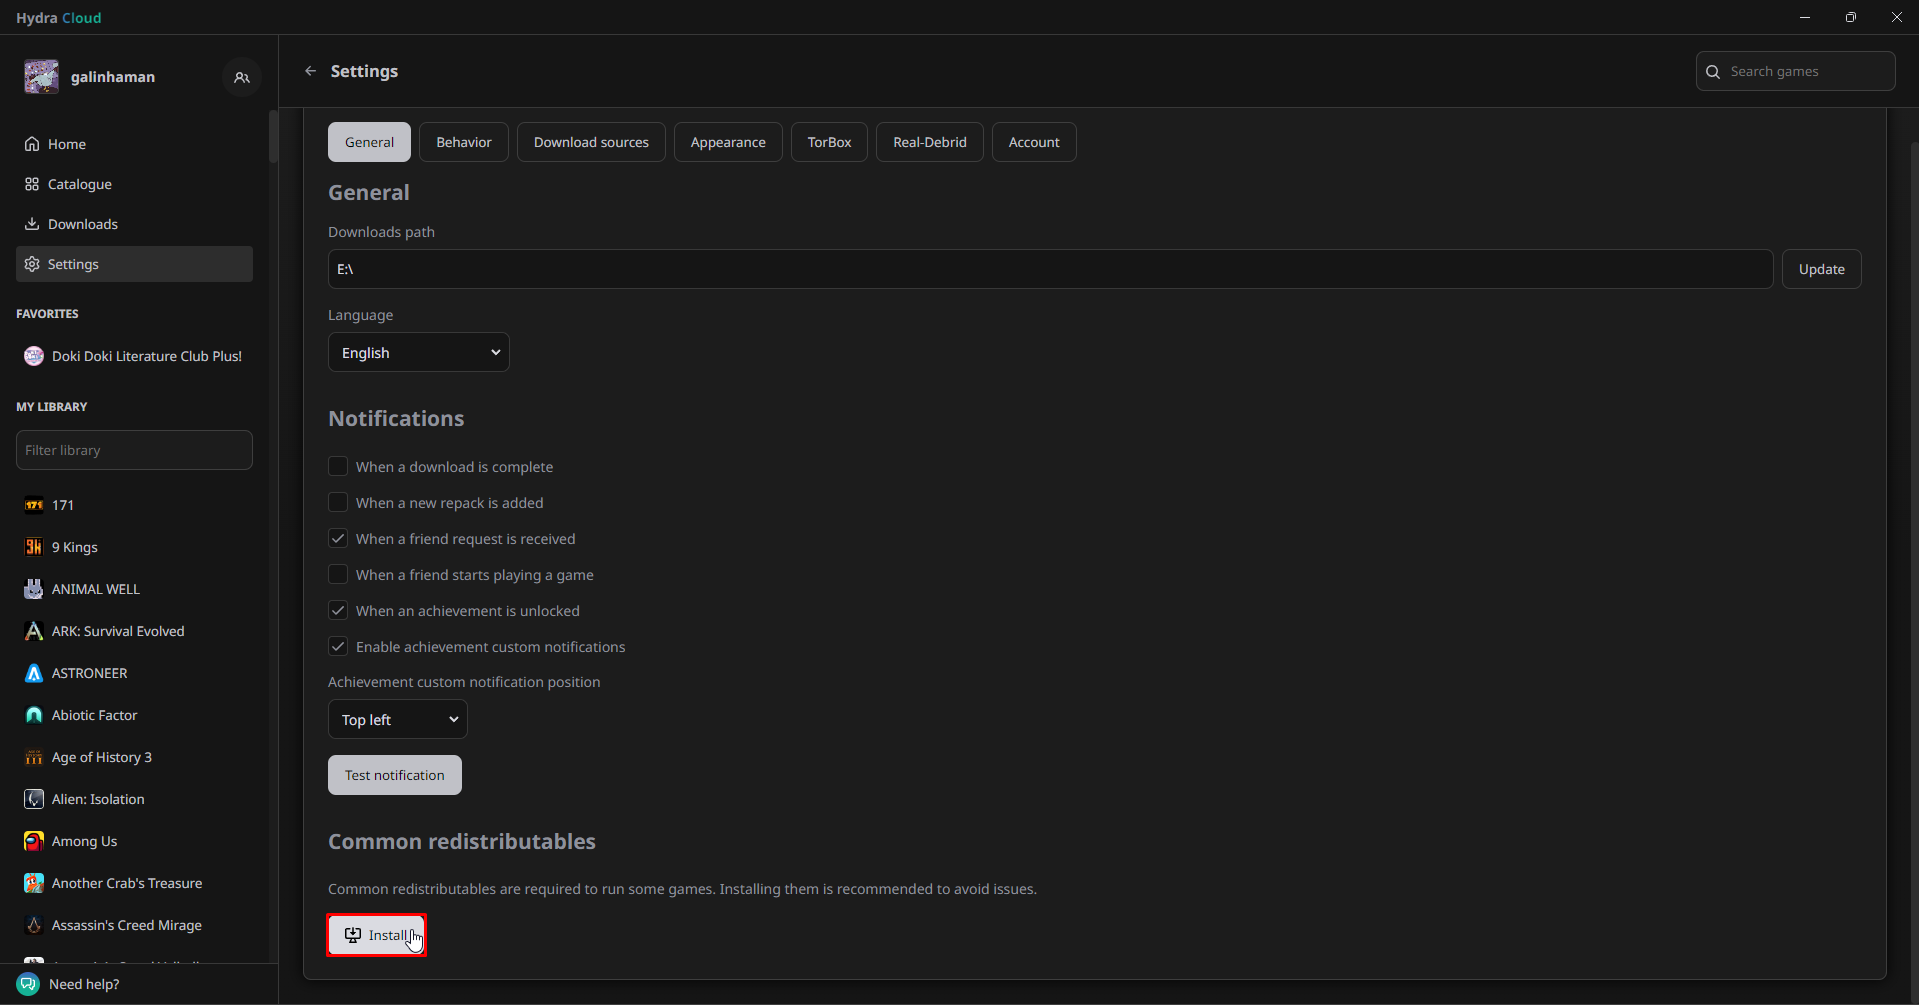 Hydra Cloud
galinhaman
Settings
Search games
Home
Catalogue
Downloads
Settings
FAVORITES
Doki Doki Literature Club Plus!
MY LIBRARY
Filter library
171
9 Kings
ANIMAL WELL
ARK: Survival Evolved
ASTRONEER
Abiotic Factor
Age of History 3
Alien: Isolation
Among Us
Another Crab's Treasure
Assassin's Creed Mirage
Need help?
General Behavior Download sources Appearance TorBox Real-Debrid Account
General
Downloads path
E:\ Update
Language
English
Notifications
When a download is complete
When a new repack is added
When a friend request is received
When a friend starts playing a game
When an achievement is unlocked
Enable achievement custom notifications
Achievement custom notification position
Top left
Test notification
Common redistributables
Common redistributables are required to run some games. Installing them is recommended to avoid issues.
Install